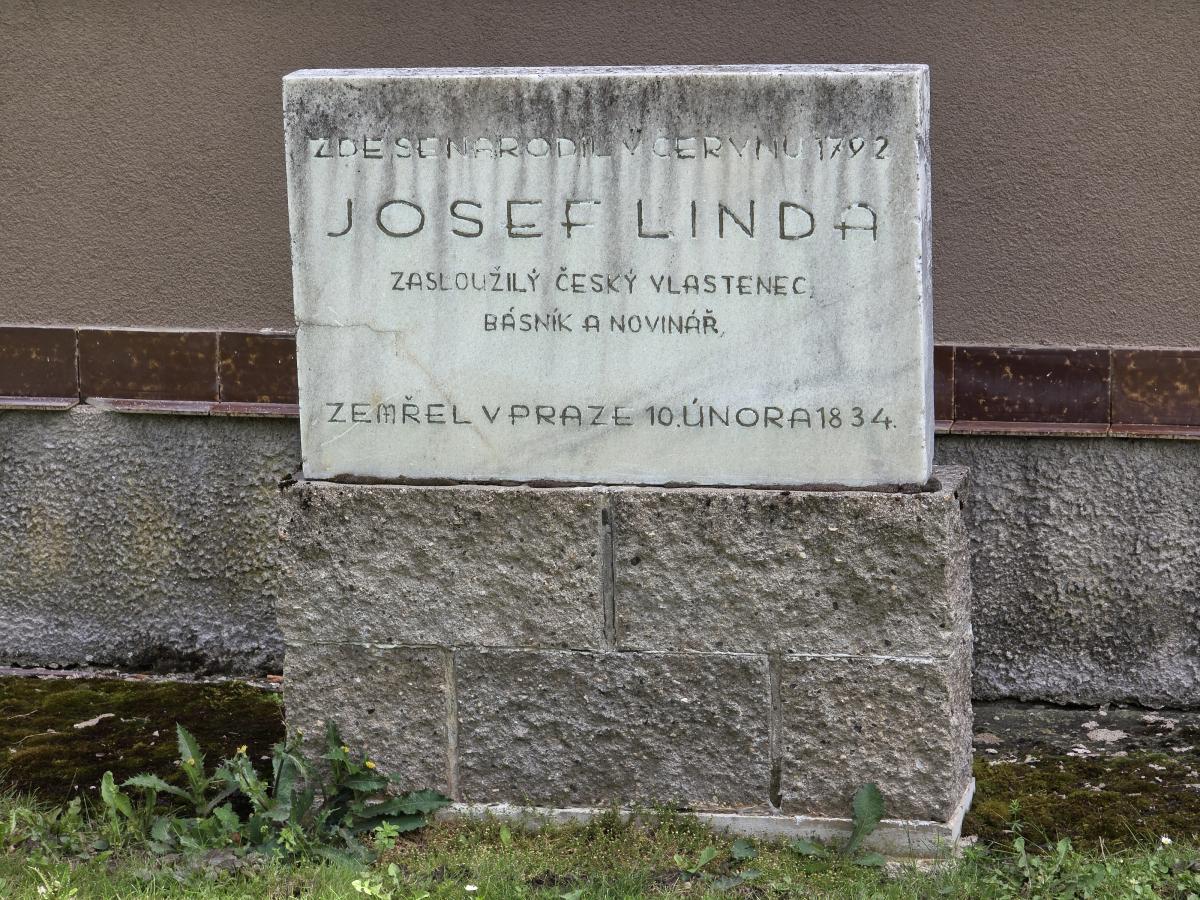 ZDE SE NARODIL V ČERVNU 1792
JOSEF LINDA
ZASLOUŽILÝ ČESKÝ VLASTENEC,
BÁSNÍK A NOVINÁŘ,
ZEMŘEL V PRAZE 10. ÚNORA 1834.